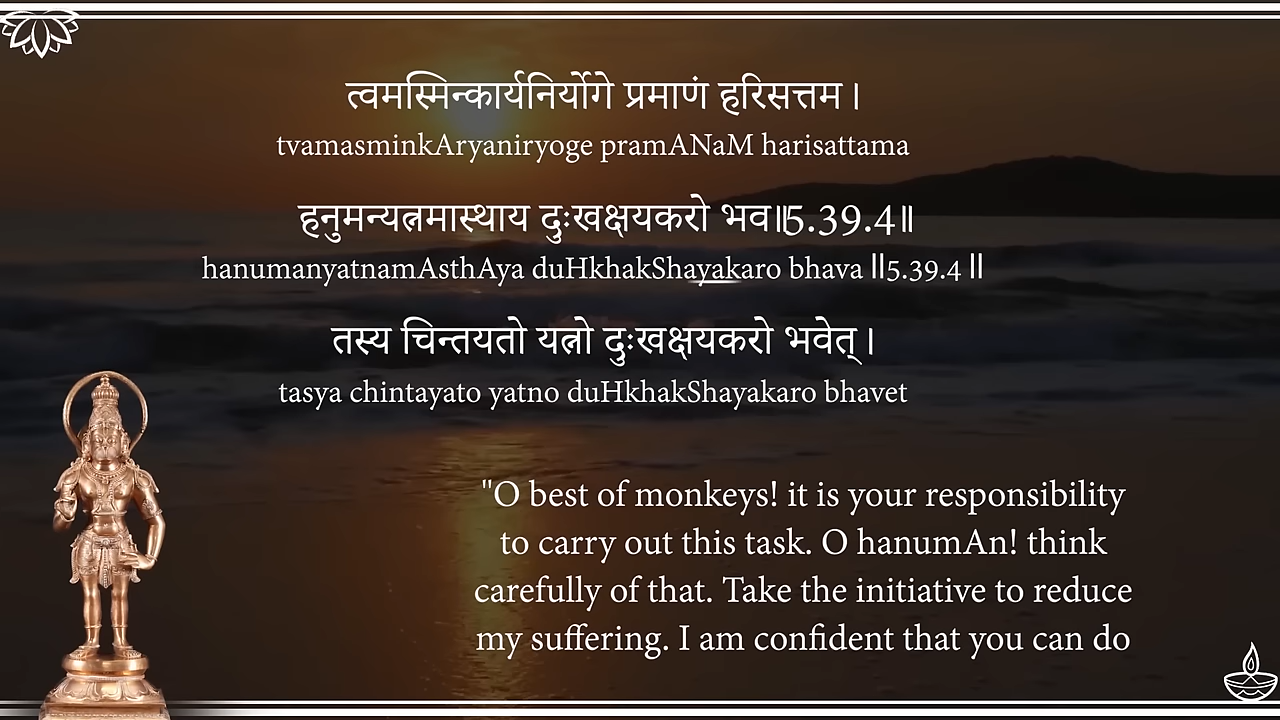 त्वमस्मिन्कार्यनिर्योगे प्रमाणं हरिसत्तम।
tvamasminkAryaniryoge pramANaM harisattama
हनुमन्यत्नमास्थाय दुःखक्षयकरो भव॥5.39.4॥
hanumanyatnamAsthAya duHkhakShayakaro bhava ॥5.39.4 ॥
तस्य चिन्तयतो यत्नो दुःखक्षयकरो भवेत्।
tasya chintayato yatno duHkhakShayakaro bhavet
"O best of monkeys! it is your responsibility
to carry out this task. O hanumAn! think
carefully of that. Take the initiative to reduce
my suffering. I am confident that you can do